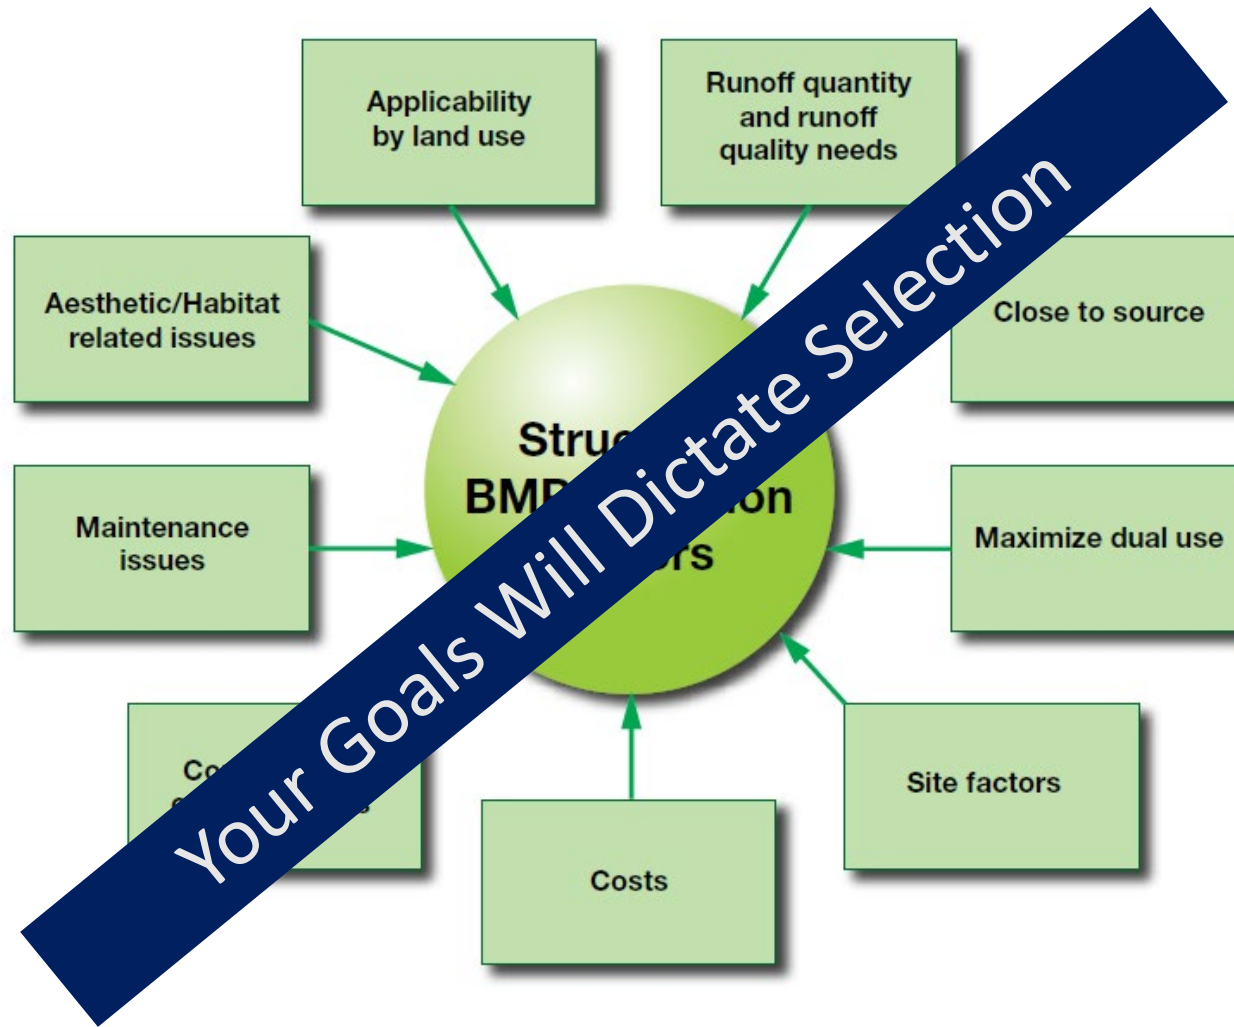 Applicability
by land use
Runoff quantity
and runoff
quality needs
Aesthetic/Habitat
related issues
Close to source
Maintenance
issues
Maximize dual use
Site factors
Costs
Your Goals Will Dictate Selection